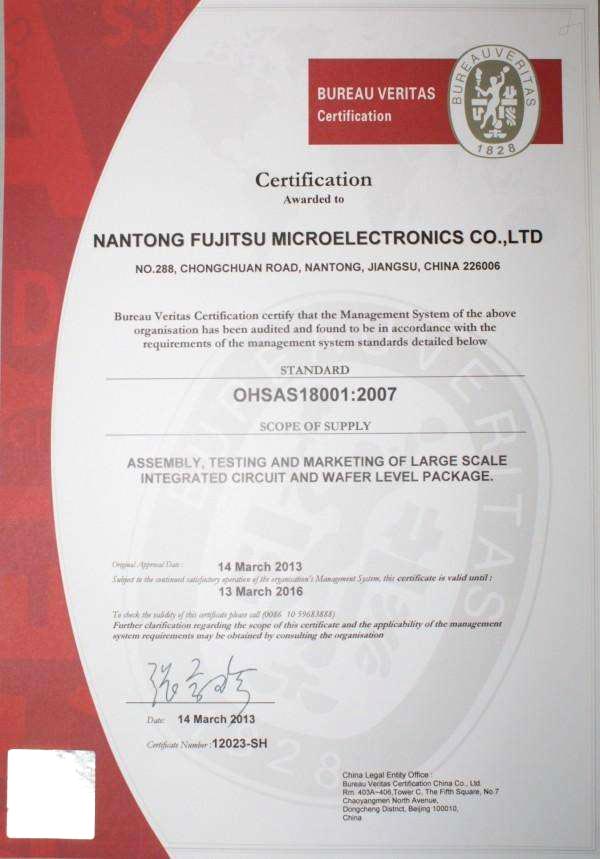 BUREAU VERITAS
Certification
BUREAU VERITAS
1828
Certification
Awarded to
NANTONG FUJITSU MICROELECTRONICS CO.,LTD
NO.288, CHONGCHUAN ROAD, NANTONG, JIANGSU, CHINA 226006
Bureau Veritas Certification certify that the Management System of the above
organisation has been audited and found to be in accordance with the
requirements of the management system standards detailed below
STANDARD
OHSAS18001:2007
SCOPE OF SUPPLY
ASSEMBLY, TESTING AND MARKETING OF LARGE SCALE
INTEGRATED CIRCUIT AND WAFER LEVEL PACKAGE.
Original Approval Date : 14 March 2013
Subject to the continued satisfactory operation of the organisation's Management System, this certificate is valid until :
13 March 2016
To check the validity of this certificate please call (0086 10 59683888)
Further clarification regarding the scope of this certificate and the applicability of the management
system requirements may be obtained by consulting the organisation
Date: 14 March 2013
Certificate Number :12023-SH
China Legal Entity Office :
Bureau Veritas Certification China Co., Ltd.
Rm. 403A~406,Tower C, The Fifth Square, No.7
Chaoyangmen North Avenue,
Dongcheng District, Beijing 100010,
China